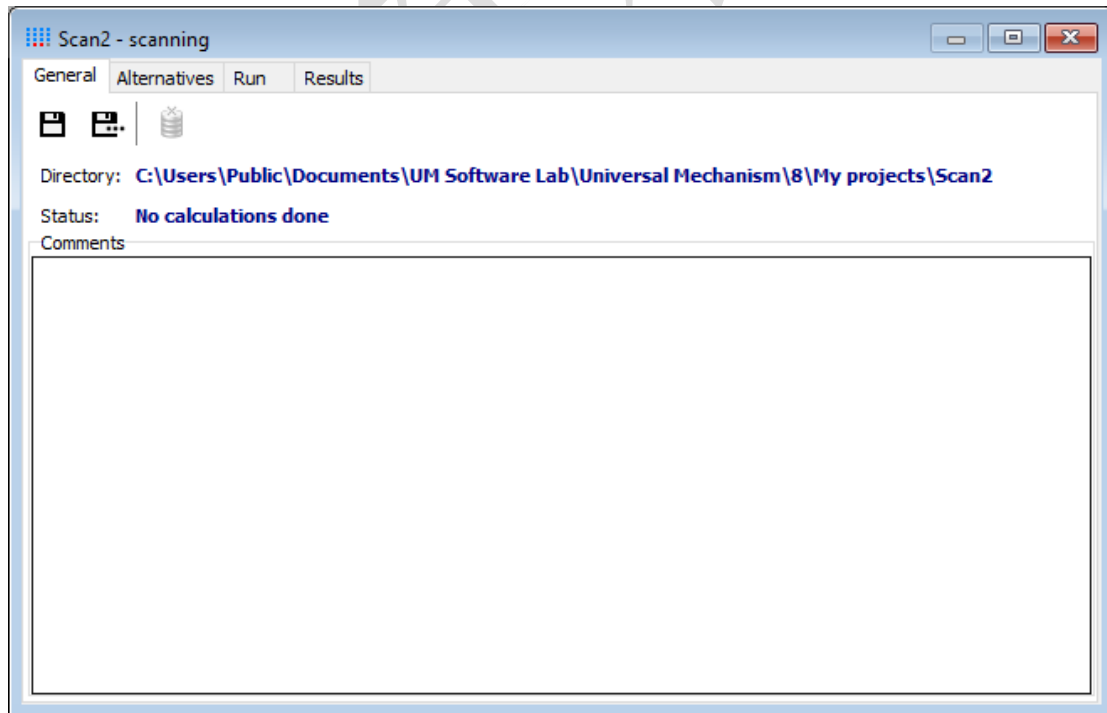 Scan2 - scanning
General Alternatives Run Results
Directory: C:\Users\Public\Documents\UM Software Lab\Universal Mechanism\8\My projects\Scan2
Status: No calculations done
Comments